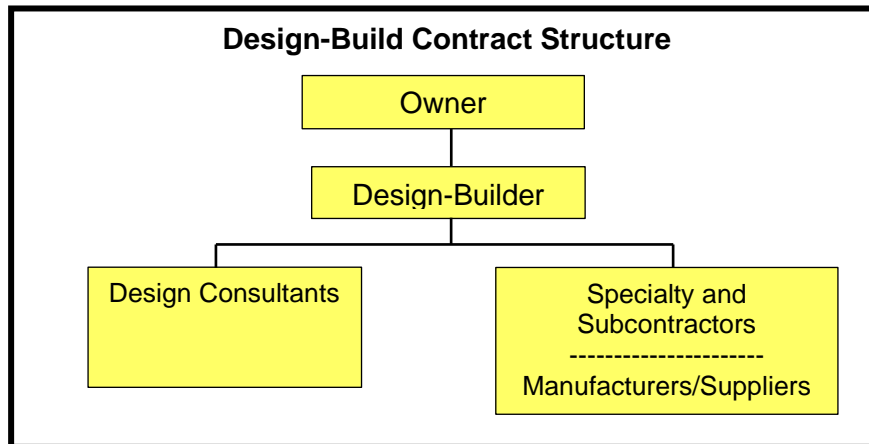 Design-Build Contract Structure
Owner
Design-Builder
Design Consultants
Specialty and
Subcontractors
----------------------
Manufacturers/Suppliers